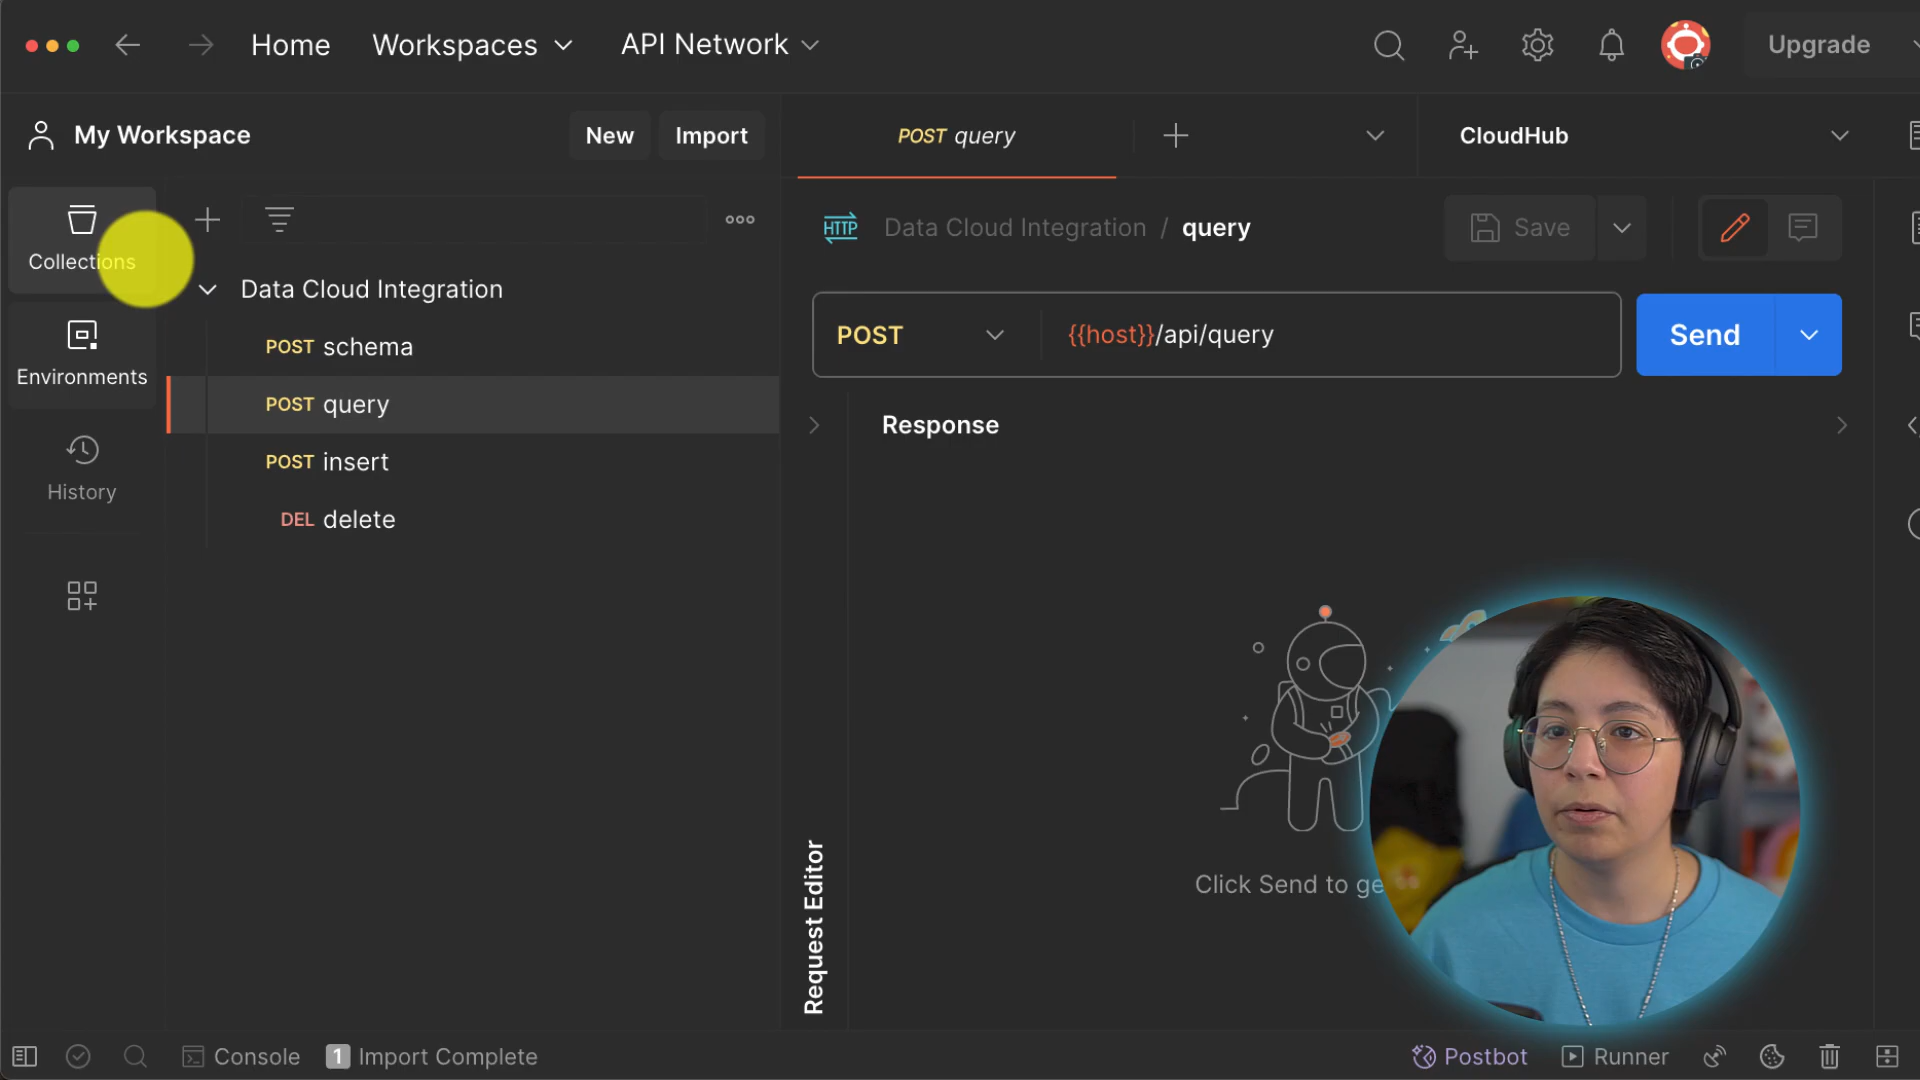 Home
Workspaces
API Network
Upgrade
My Workspace
New
Import
POST query
CloudHub
Collections
Environments
History
Data Cloud Integration
POST schema
POST query
POST insert
DEL delete
HTTP
Data Cloud Integration / query
Save
POST
{{host}}/api/query
Send
Response
Click Send to
Request Editor
Console
1 Import Complete
Postbot
Runner